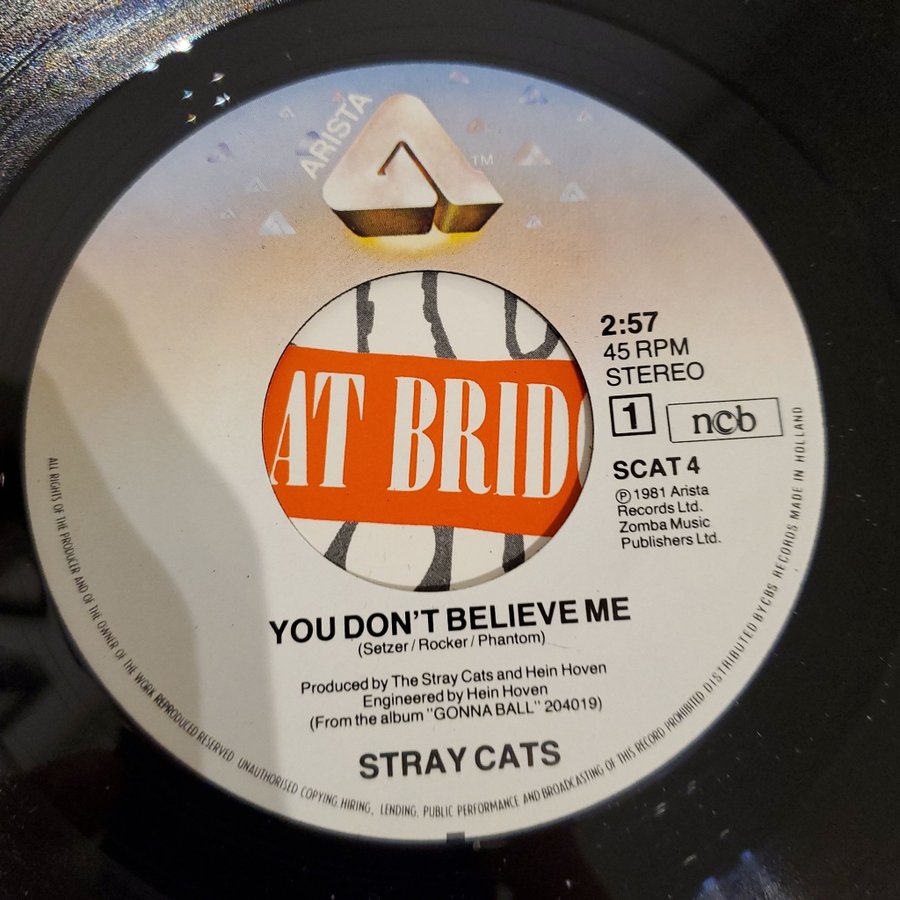 ARISTA
TM
2:57
45 RPM
STEREO
1
ncb
SCAT 4
℗ 1981 Arista
Records Ltd.
Zomba Music
Publishers Ltd.
AT BRID
YOU DON'T BELIEVE ME
(Setzer / Rocker / Phantom)
Produced by The Stray Cats and Hein Hoven
Engineered by Hein Hoven
(From the album "GONNA BALL" 204019)
STRAY CATS
ALL RIGHTS OF THE PRODUCER AND OF THE OWNER OF THE WORK REPRODUCED RESERVED UNAUTHORISED COPYING, HIRING, LENDING, PUBLIC PERFORMANCE AND BROADCASTING OF THIS RECORD PROHIBITED DISTRIBUTED BY CBS RECORDS MADE IN HOLLAND